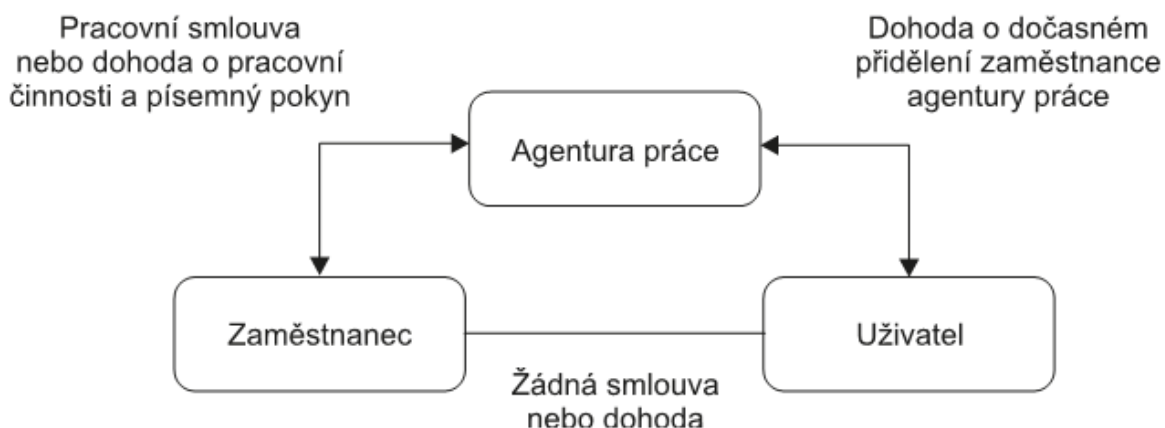 Pracovní smlouva
nebo dohoda o pracovní
činnosti a písemný pokyn
Dohoda o dočasném
přidělení zaměstnance
agentury práce
Agentura práce
Zaměstnanec
Uživatel
Žádná smlouva
nebo dohoda